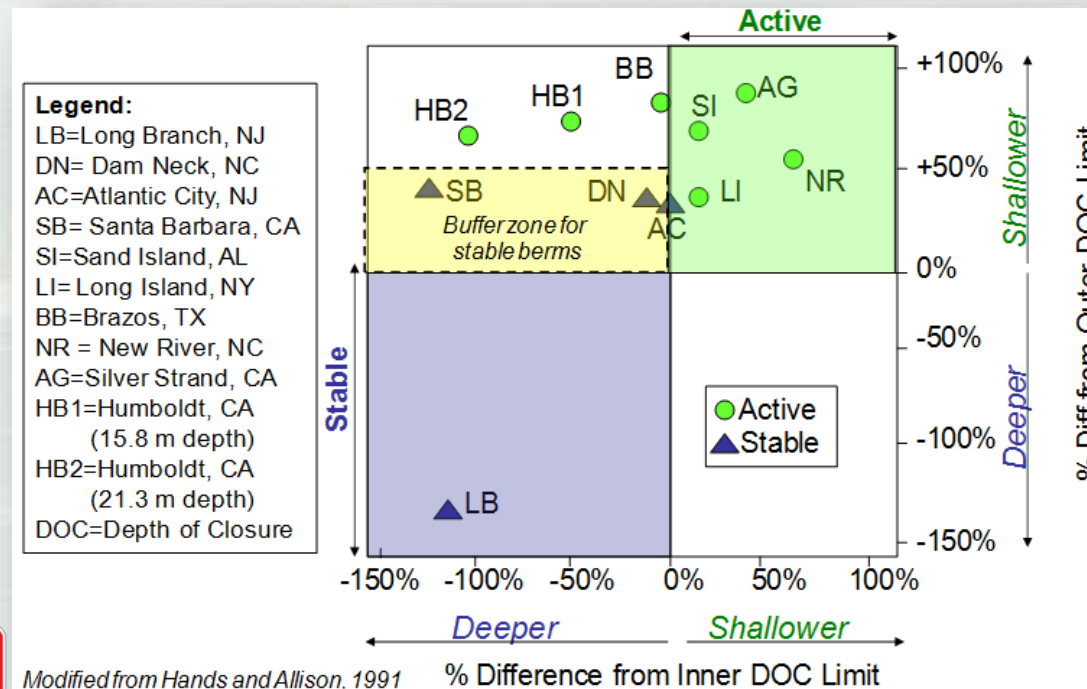 Active
Legend:
LB=Long Branch, NJ
DN= Dam Neck, NC
AC=Atlantic City, NJ
SB= Santa Barbara, CA
SI=Sand Island, AL
LI= Long Island, NY
BB=Brazos, TX
NR = New River, NC
AG=Silver Strand, CA
HB1=Humboldt, CA
(15.8 m depth)
HB2=Humboldt, CA
(21.3 m depth)
DOC=Depth of Closure
BB
HB1
HB2
SI
AG
NR
SB
DN
AC
LI
Buffer zone for
stable berms
LB
Stable
Active
Stable
+100%
+50%
0%
-50%
-100%
-150%
Shallower
Deeper
% Diff from Outer DOC Limit
-150%
-100%
-50%
0%
50%
100%
Deeper
Shallower
% Difference from Inner DOC Limit
Modified from Hands and Allison, 1991